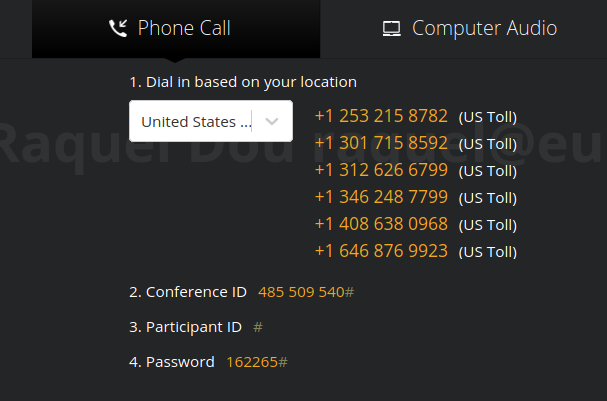 Phone Call
Computer Audio
1. Dial in based on your location
United States ...
+1 253 215 8782 (US Toll)
+1 301 715 8592 (US Toll)
+1 312 626 6799 (US Toll)
+1 346 248 7799 (US Toll)
+1 408 638 0968 (US Toll)
+1 646 876 9923 (US Toll)
Raquel Dou raquel@eu
2. Conference ID 485 509 540#
3. Participant ID #
4. Password 162265#